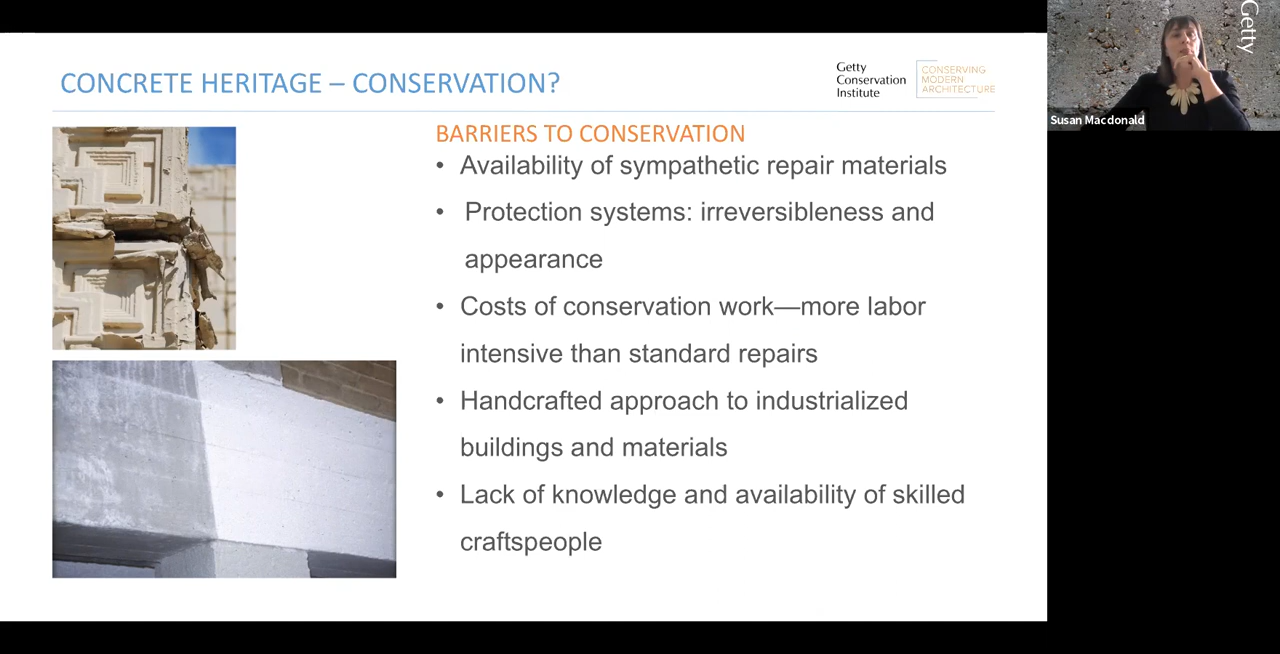 CONCRETE HERITAGE – CONSERVATION?
Getty
Conservation
Institute
CONSERVING
MODERN
ARCHITECTURE
Getty
Susan Macdonald
BARRIERS TO CONSERVATION
• Availability of sympathetic repair materials
• Protection systems: irreversibleness and
appearance
• Costs of conservation work—more labor
intensive than standard repairs
• Handcrafted approach to industrialized
buildings and materials
• Lack of knowledge and availability of skilled
craftspeople